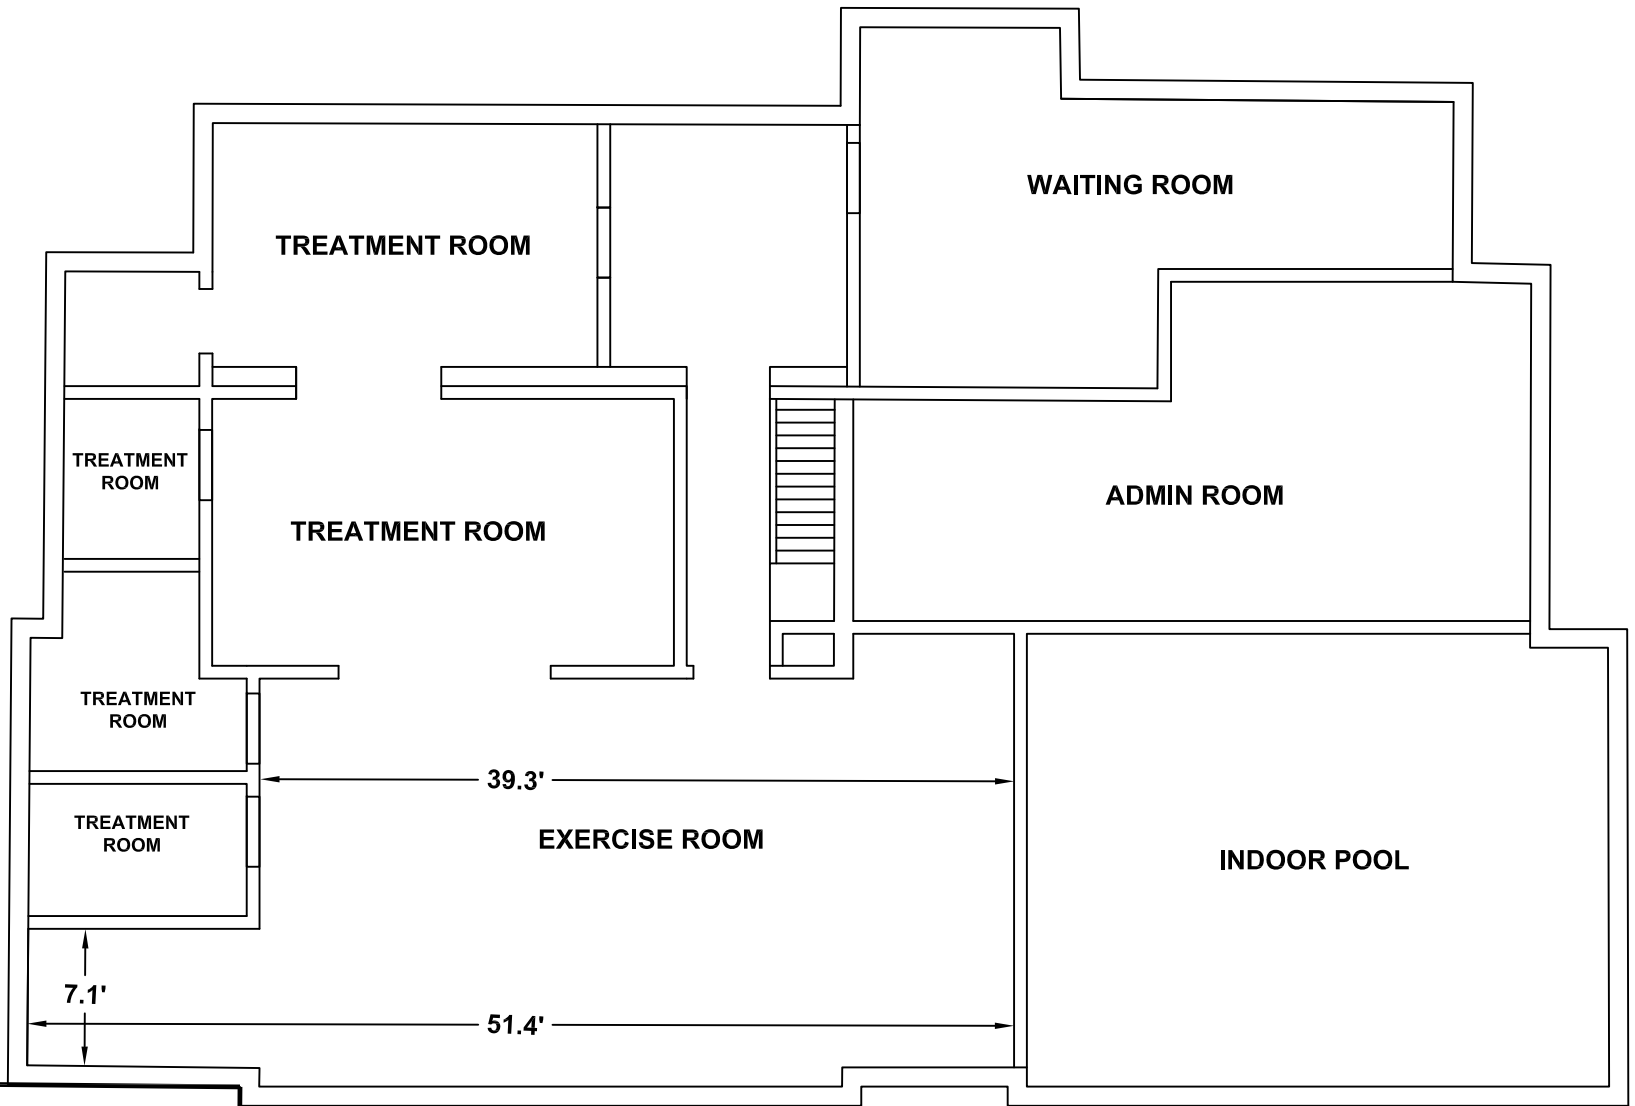 WAITING ROOM
TREATMENT ROOM
TREATMENT
ROOM
ADMIN ROOM
TREATMENT ROOM
TREATMENT
ROOM
39.3'
TREATMENT
ROOM
EXERCISE ROOM
INDOOR POOL
7.1'
51.4'